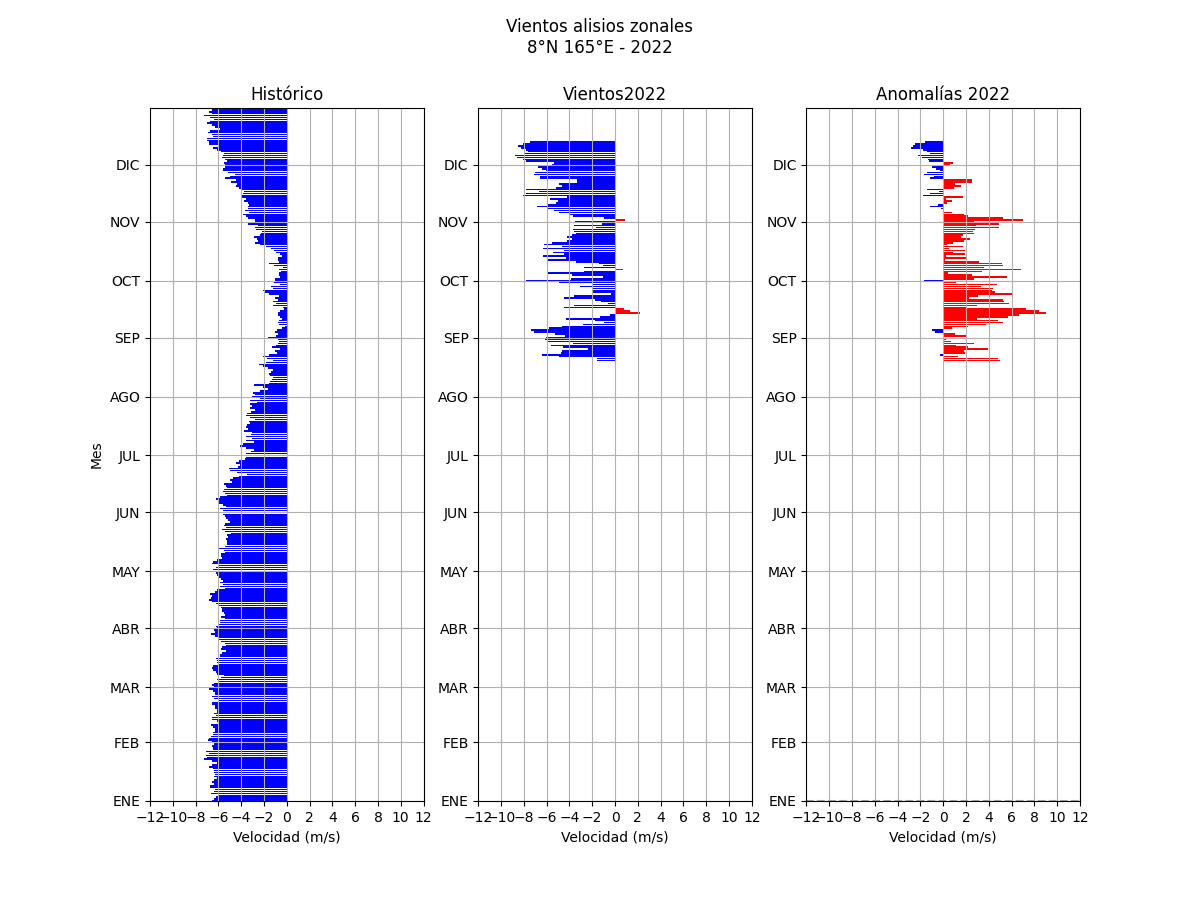 Vientos alisios zonales
8°N 165°E - 2022
Histórico
Vientos2022
Anomalías 2022
DIC
NOV
OCT
SEP
AGO
JUL
JUN
MAY
ABR
MAR
FEB
ENE
Mes
−12 −10 −8 −6 −4 −2 0 2 4 6 8 10 12
Velocidad (m/s)
DIC
NOV
OCT
SEP
AGO
JUL
JUN
MAY
ABR
MAR
FEB
ENE
−12 −10 −8 −6 −4 −2 0 2 4 6 8 10 12
Velocidad (m/s)
DIC
NOV
OCT
SEP
AGO
JUL
JUN
MAY
ABR
MAR
FEB
ENE
−12 −10 −8 −6 −4 −2 0 2 4 6 8 10 12
Velocidad (m/s)